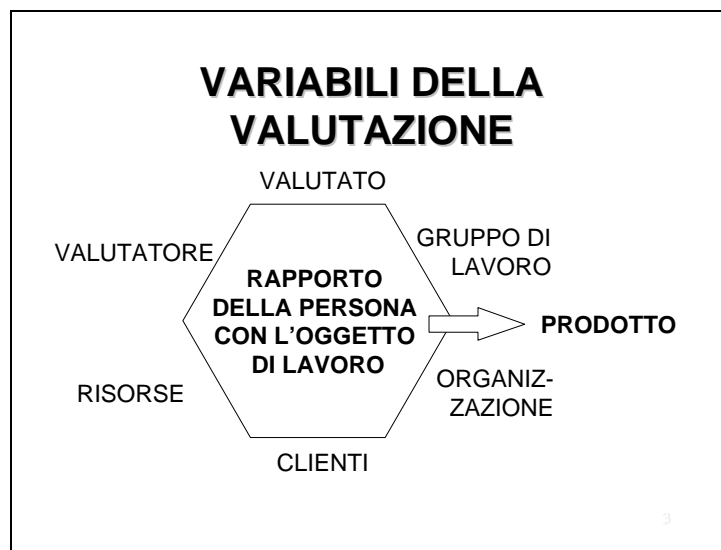 VARIABILI DELLA
VALUTAZIONE
VALUTATO
VALUTATORE
GRUPPO DI
LAVORO
RAPPORTO
DELLA PERSONA
CON L'OGGETTO
DI LAVORO
PRODOTTO
RISORSE
ORGANIZ-
ZAZIONE
CLIENTI
3